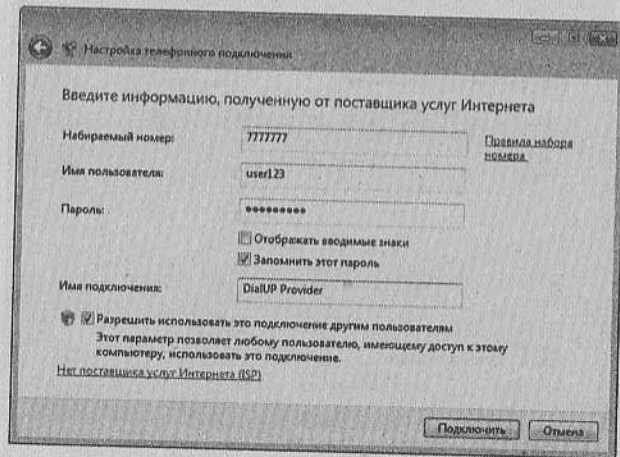 Настройка телефонного подключения
Введите информацию, полученную от поставщика услуг Интернета
Набираемый номер:
7777777
Правила набора номера
Имя пользователя:
user123
Пароль:
•••••••••
Отображать вводимые знаки
Запомнить этот пароль
Имя подключения:
DialUP Provider
Разрешить использовать это подключение другим пользователям
Этот параметр позволяет любому пользователю, имеющему доступ к этому
компьютеру, использовать это подключение.
Нет поставщика услуг Интернета (ISP)
Подключить
Отмена